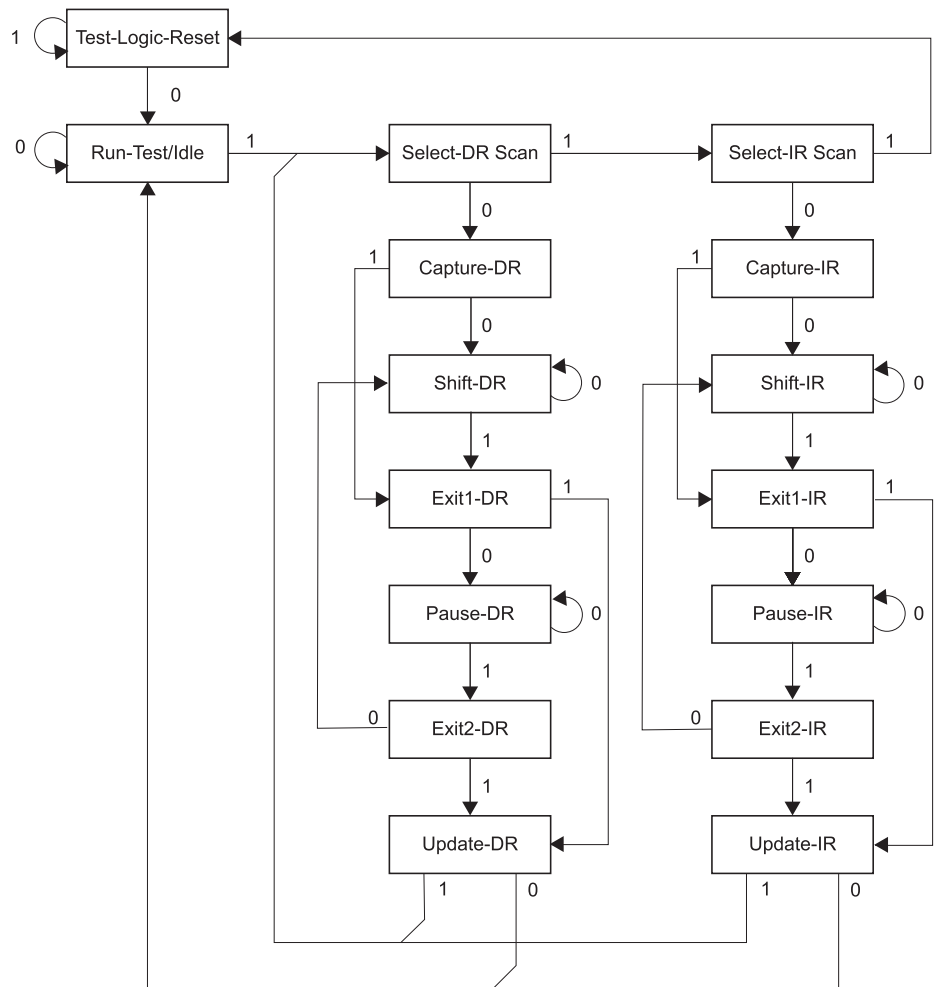 1
Test-Logic-Reset
0
0
Run-Test/Idle
1
Select-DR Scan
1
Select-IR Scan
1
0
0
1
Capture-DR
1
Capture-IR
0
0
Shift-DR
0
Shift-IR
0
1
1
Exit1-DR
1
Exit1-IR
1
0
0
Pause-DR
0
Pause-IR
0
1
1
0
Exit2-DR
0
Exit2-IR
1
1
Update-DR
Update-IR
1
0
1
0